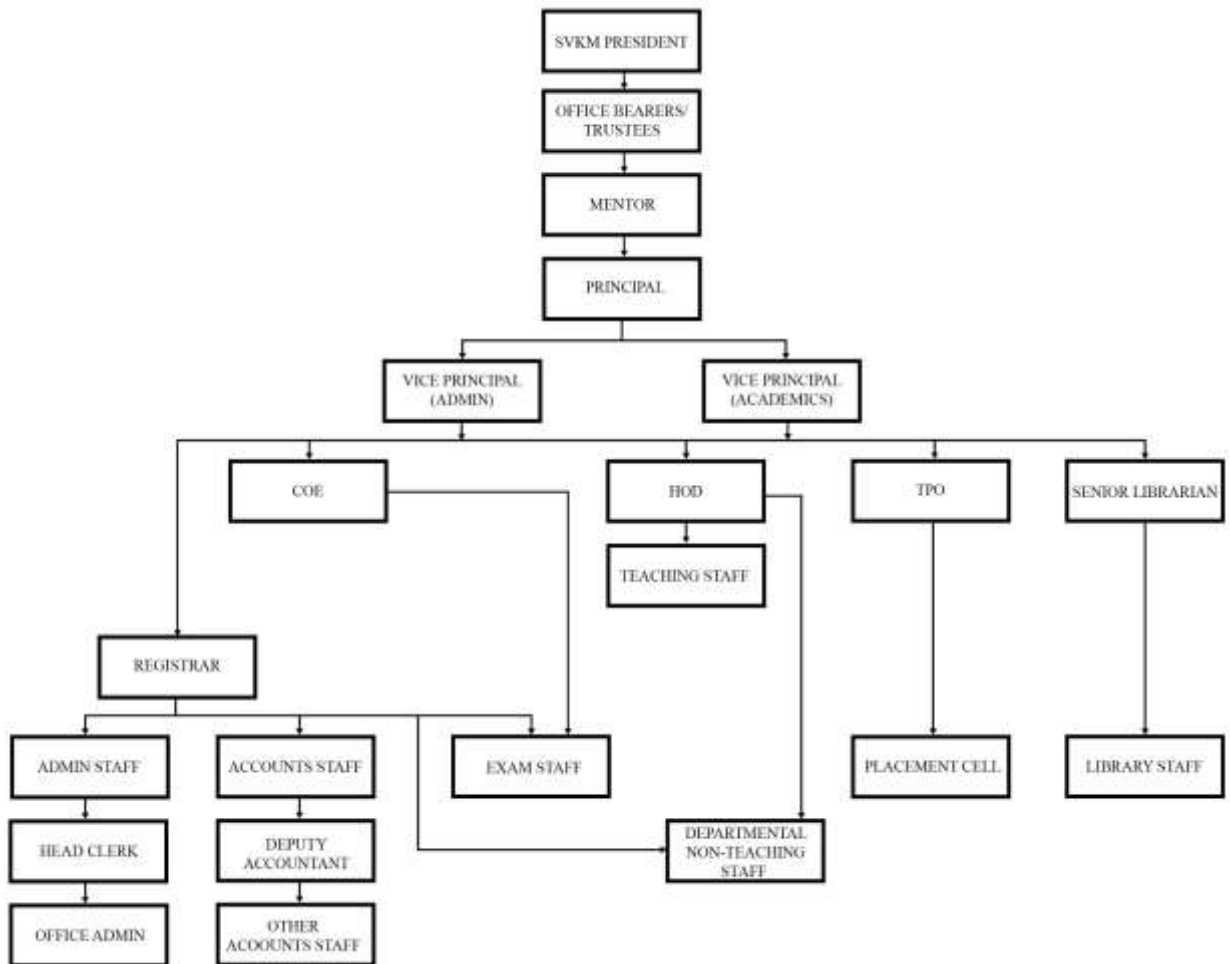 SVKM PRESIDENT
OFFICE BEARERS/
TRUSTEES
MENTOR
PRINCIPAL
VICE PRINCIPAL
(ADMIN)
VICE PRINCIPAL
(ACADEMICS)
COE
HOD
TPO
SENIOR LIBRARIAN
TEACHING STAFF
REGISTRAR
ADMIN STAFF
ACCOUNTS STAFF
EXAM STAFF
PLACEMENT CELL
LIBRARY STAFF
HEAD CLERK
DEPUTY
ACCOUNTANT
DEPARTMENTAL
NON-TEACHING
STAFF
OFFICE ADMIN
OTHER
ACOOUNTS STAFF